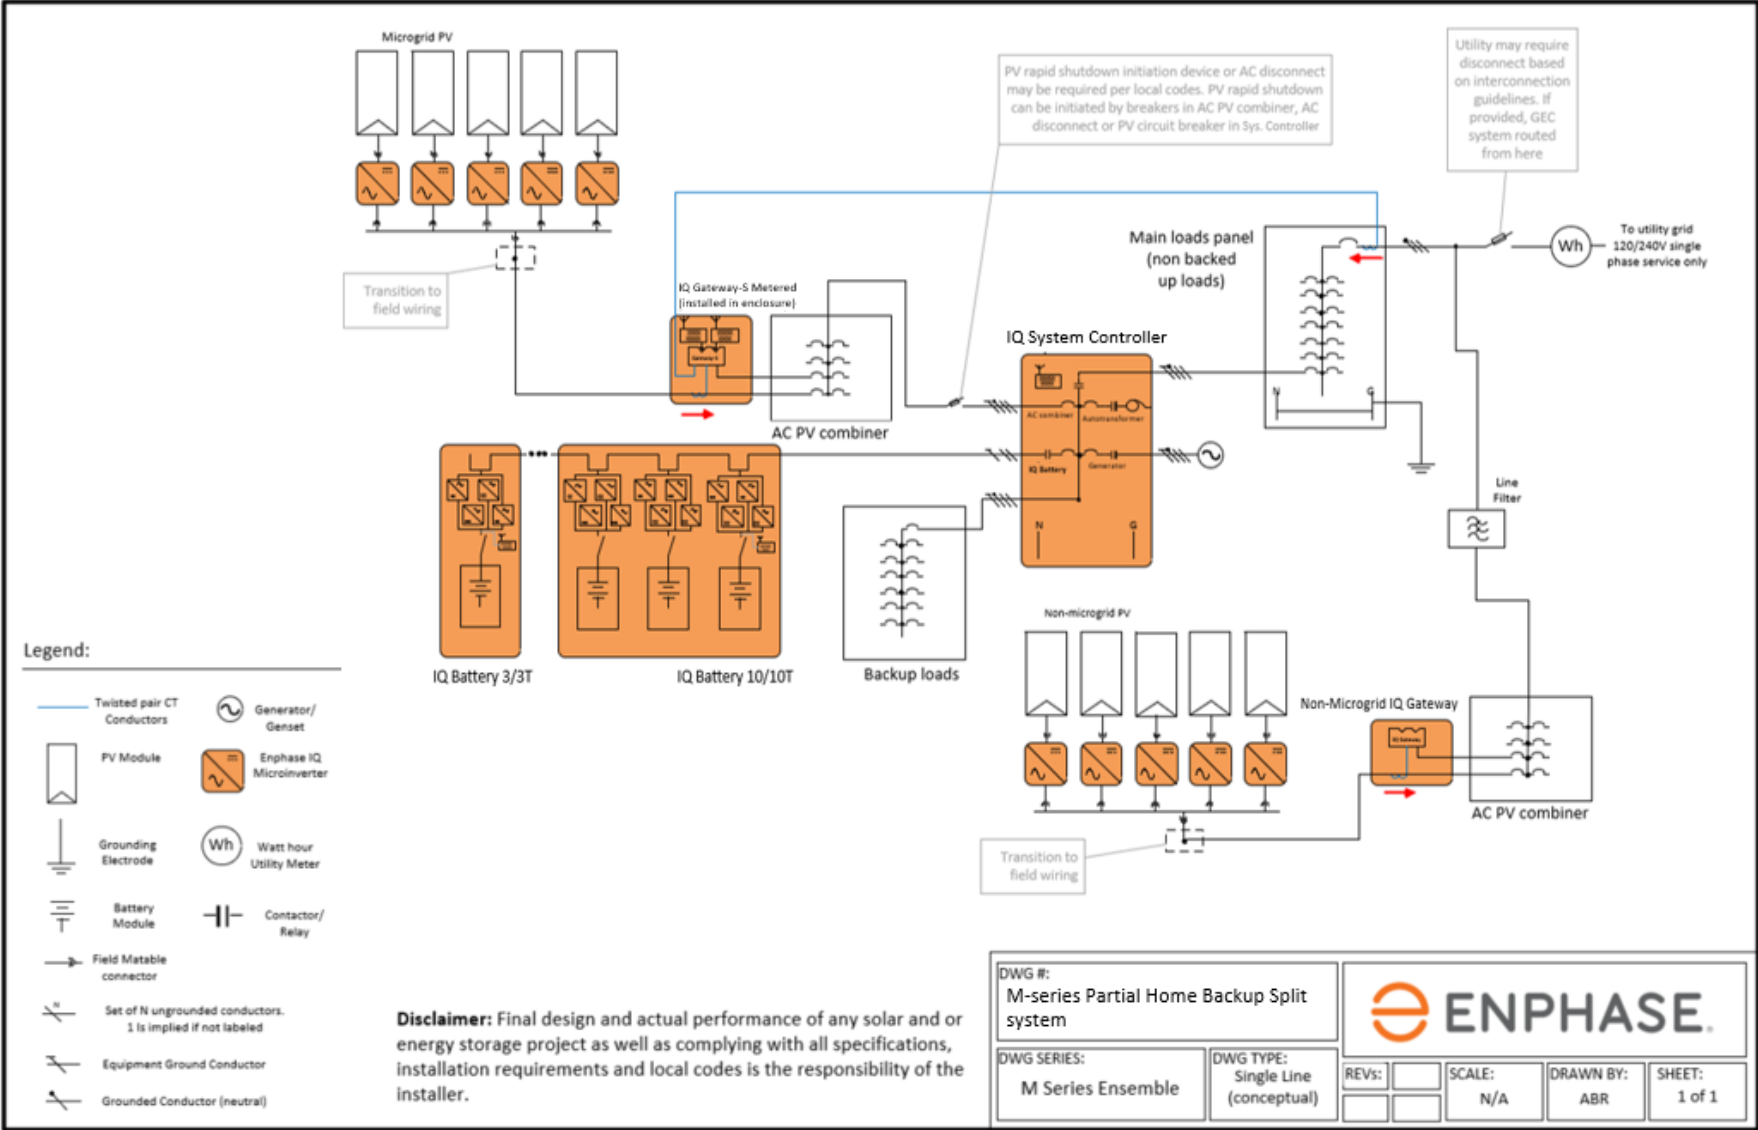 Microgrid PV
PV rapid shutdown initiation device or AC disconnect
may be required per local codes. PV rapid shutdown
can be initiated by breakers in AC PV combiner, AC
disconnect or PV circuit breaker in Sys. Controller
Utility may require
disconnect based
on interconnection
guidelines. If
provided, GEC
system routed
from here
Main loads panel
(non backed
up loads)
Wh
To utility grid
120/240V single
phase service only
Transition to
field wiring
IQ Gateway-S Metered
(installed in enclosure)
Gateway-S
AC PV combiner
IQ System Controller
AC combiner
Autotransformer
IQ Battery
Generator
N
G
N
G
Line
Filter
IQ Battery 3/3T
IQ Battery 10/10T
Backup loads
Non-microgrid PV
Non-Microgrid IQ Gateway
IQ Gateway
AC PV combiner
Transition to
field wiring
Legend:
Twisted pair CT
Conductors
Generator/
Genset
PV Module
Enphase IQ
Microinverter
Grounding
Electrode
Wh
Watt hour
Utility Meter
Battery
Module
Contactor/
Relay
Field Matable
connector
N
Set of N ungrounded conductors.
1 Is implied if not labeled
Equipment Ground Conductor
Grounded Conductor (neutral)
Disclaimer: Final design and actual performance of any solar and or
energy storage project as well as complying with all specifications,
installation requirements and local codes is the responsibility of the
installer.
DWG #:
M-series Partial Home Backup Split
system
DWG SERIES:
M Series Ensemble
DWG TYPE:
Single Line
(conceptual)
ENPHASE.
REVs:
SCALE:
N/A
DRAWN BY:
ABR
SHEET:
1 of 1